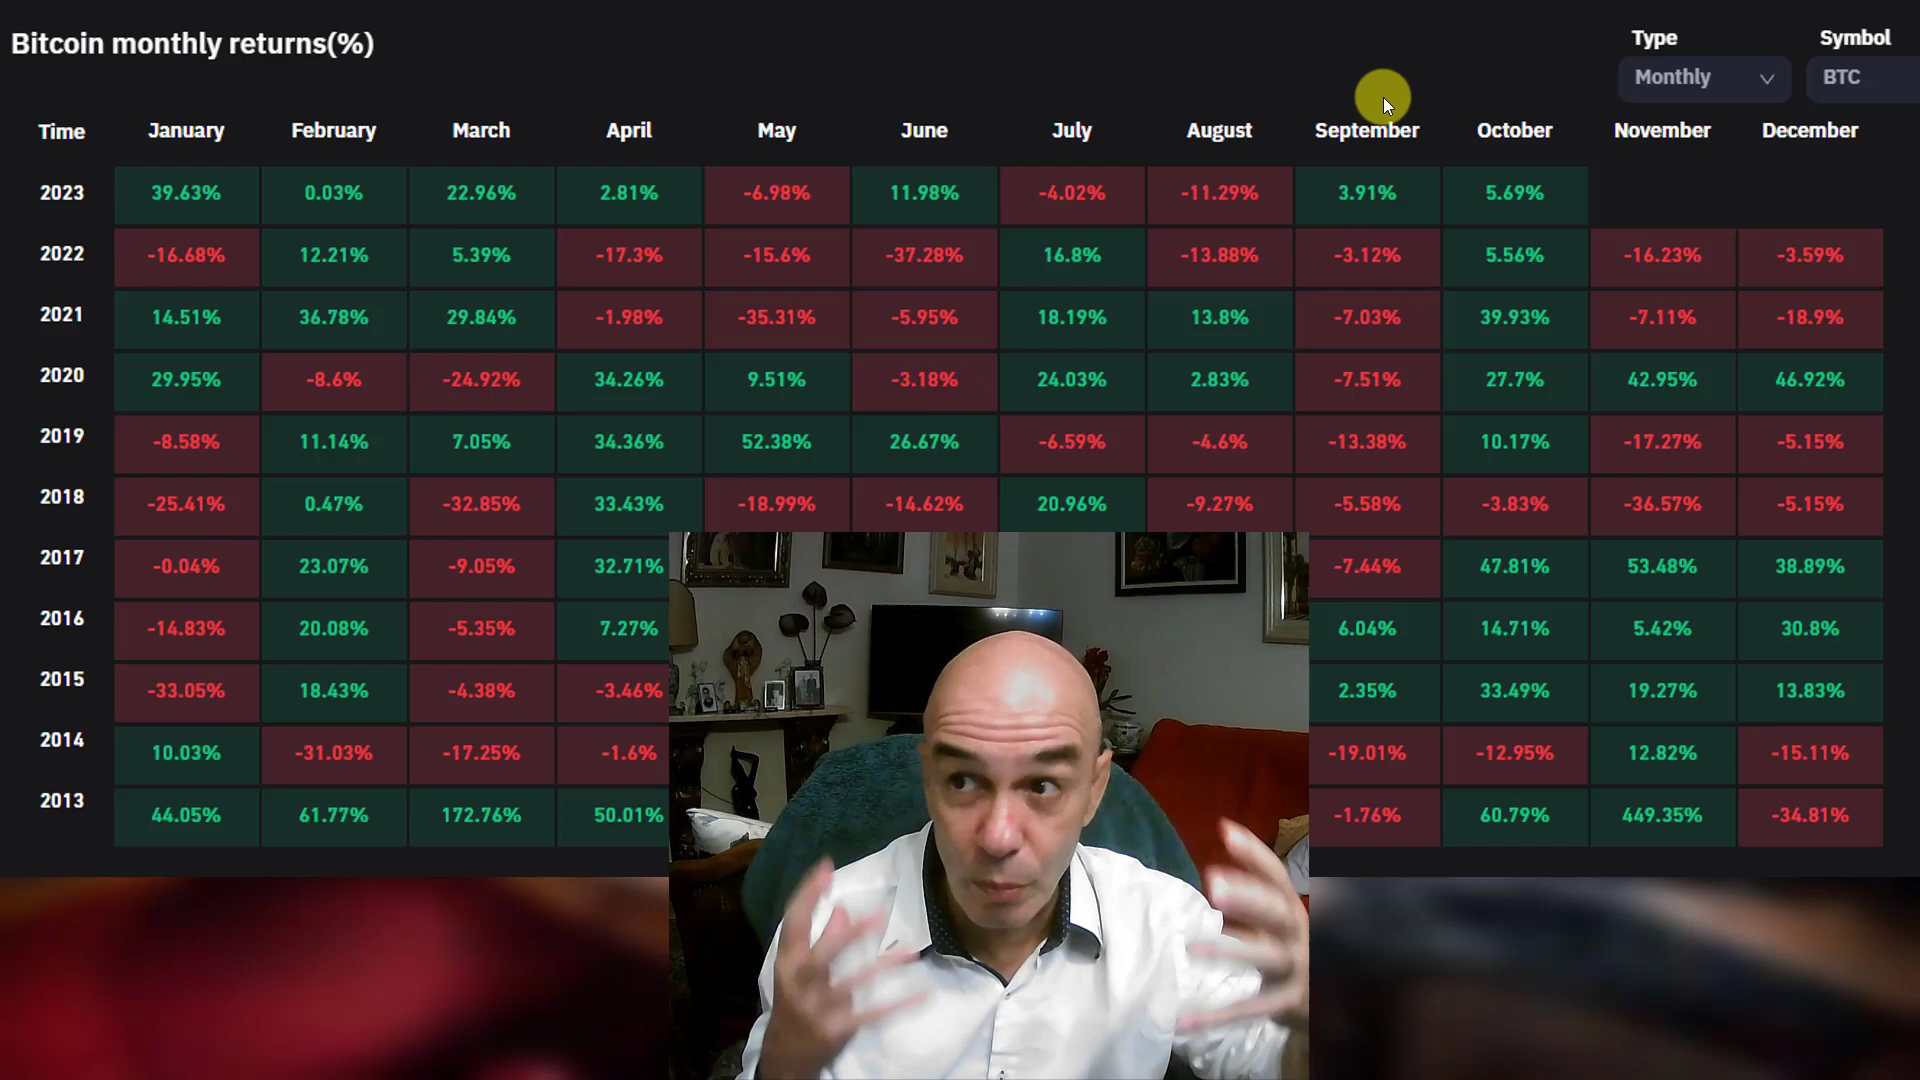 Bitcoin monthly returns(%)
Type Symbol
Monthly BTC
Time January February March April May June July August September October November December
2023 39.63% 0.03% 22.96% 2.81% -6.98% 11.98% -4.02% -11.29% 3.91% 5.69%
2022 -16.68% 12.21% 5.39% -17.3% -15.6% -37.28% 16.8% -13.88% -3.12% 5.56% -16.23% -3.59%
2021 14.51% 36.78% 29.84% -1.98% -35.31% -5.95% 18.19% 13.8% -7.03% 39.93% -7.11% -18.9%
2020 29.95% -8.6% -24.92% 34.26% 9.51% -3.18% 24.03% 2.83% -7.51% 27.7% 42.95% 46.92%
2019 -8.58% 11.14% 7.05% 34.36% 52.38% 26.67% -6.59% -4.6% -13.38% 10.17% -17.27% -5.15%
2018 -25.41% 0.47% -32.85% 33.43% -18.99% -14.62% 20.96% -9.27% -5.58% -3.83% -36.57% -5.15%
2017 -0.04% 23.07% -9.05% 32.71% -7.44% 47.81% 53.48% 38.89%
2016 -14.83% 20.08% -5.35% 7.27% 6.04% 14.71% 5.42% 30.8%
2015 -33.05% 18.43% -4.38% -3.46% 2.35% 33.49% 19.27% 13.83%
2014 10.03% -31.03% -17.25% -1.6% -19.01% -12.95% 12.82% -15.11%
2013 44.05% 61.77% 172.76% 50.01% -1.76% 60.79% 449.35% -34.81%